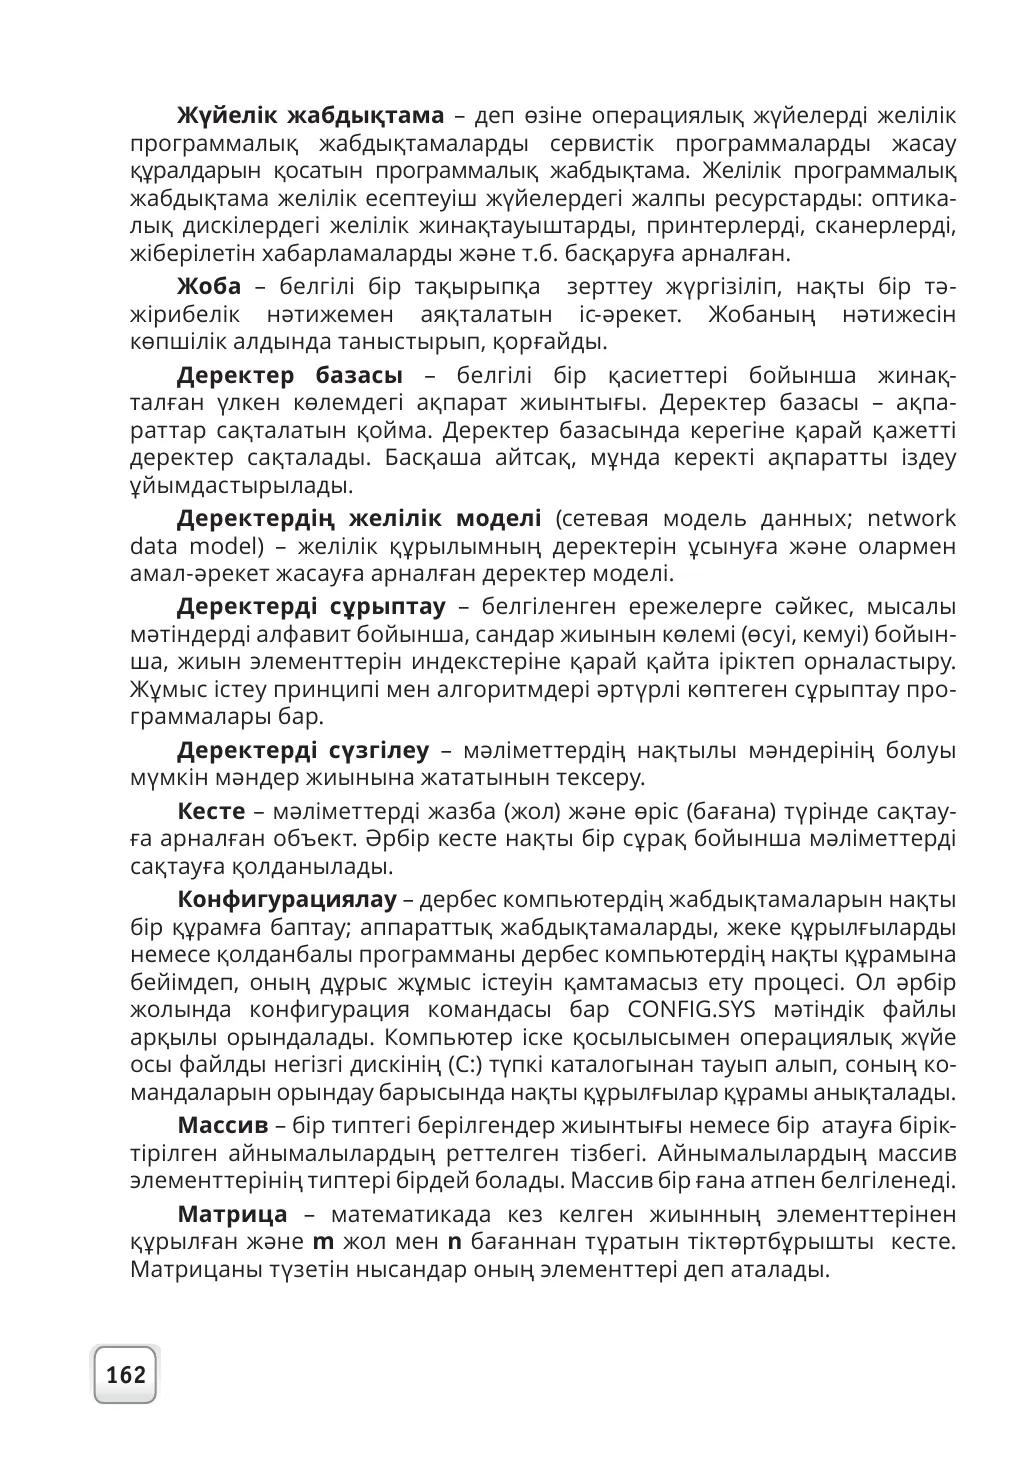 Жүйелік жабдықтама – деп өзіне операциялық жүйелерді желілік
программалық жабдықтамаларды сервистік программаларды жасау
құралдарын қосатын программалық жабдықтама. Желілік программалық
жабдықтама желілік есептеуіш жүйелердегі жалпы ресурстарды: оптика-
лық дискілердегі желілік жинақтауыштарды, принтерлерді, сканерлерді,
жіберілетін хабарламаларды және т.б. басқаруға арналған.
Жоба – белгілі бір тақырыпқа зерттеу жүргізіліп, нақты бір тә-
жірибелік нәтижемен аяқталатын іс-әрекет. Жобаның нәтижесін
көпшілік алдында таныстырып, қорғайды.
Деректер базасы – белгілі бір қасиеттері бойынша жинақ-
талған үлкен көлемдегі ақпарат жиынтығы. Деректер базасы – ақпа-
раттар сақталатын қойма. Деректер базасында керегіне қарай қажетті
деректер сақталады. Басқаша айтсақ, мұнда керекті ақпаратты іздеу
ұйымдастырылады.
Деректердің желілік моделі (сетевая модель данных; network
data model) – желілік құрылымның деректерін ұсынуға және олармен
амал-әрекет жасауға арналған деректер моделі.
Деректерді сұрыптау – белгіленген ережелерге сәйкес, мысалы
мәтіндерді алфавит бойынша, сандар жиынын көлемі (өсуі, кемуі) бойын-
ша, жиын элементтерін индекстеріне қарай қайта іріктеп орналастыру.
Жұмыс істеу принципі мен алгоритмдері әртүрлі көптеген сұрыптау про-
граммалары бар.
Деректерді сүзгілеу – мәліметтердің нақтылы мәндерінің болуы
мүмкін мәндер жиынына жататынын тексеру.
Кесте – мәліметтерді жазба (жол) және өріс (бағана) түрінде сақтау-
ға арналған объект. Әрбір кесте нақты бір сұрақ бойынша мәліметтерді
сақтауға қолданылады.
Конфигурациялау – дербес компьютердің жабдықтамаларын нақты
бір құрамға баптау; аппараттық жабдықтамаларды, жеке құрылғыларды
немесе қолданбалы программаны дербес компьютердің нақты құрамына
бейімдеп, оның дұрыс жұмыс істеуін қамтамасыз ету процесі. Ол әрбір
жолында конфигурация командасы бар CONFIG.SYS мәтіндік файлы
арқылы орындалады. Компьютер іске қосылысымен операциялық жүйе
осы файлды негізгі дискінің (C:) түпкі каталогынан тауып алып, соның ко-
мандаларын орындау барысында нақты құрылғылар құрамы анықталады.
Массив – бір типтегі берілгендер жиынтығы немесе бір атауға бірік-
тірілген айнымалылардың реттелген тізбегі. Айнымалылардың массив
элементтерінің типтері бірдей болады. Массив бір ғана атпен белгіленеді.
Матрица – математикада кез келген жиынның элементтерінен
құрылған және m жол мен n бағаннан тұратын тіктөртбұрышты кесте.
Матрицаны түзетін нысандар оның элементтері деп аталады.
162